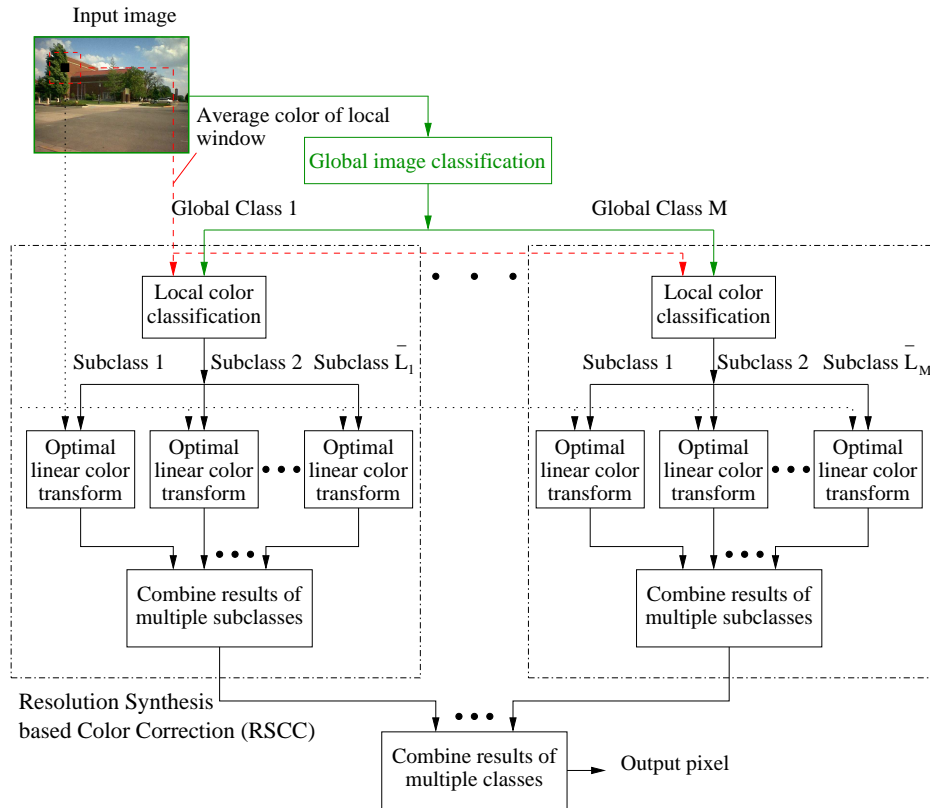 Input image
Average color of local
window
Global image classification
Global Class 1
Global Class M
Local color
classification
Local color
classification
Subclass 1
Subclass 2
Subclass L̄₁
Subclass 1
Subclass 2
Subclass L̄_M
Optimal
linear color
transform
Optimal
linear color
transform
Optimal
linear color
transform
Optimal
linear color
transform
Optimal
linear color
transform
Optimal
linear color
transform
Combine results of
multiple subclasses
Combine results of
multiple subclasses
Resolution Synthesis
based Color Correction (RSCC)
Combine results of
multiple classes
Output pixel